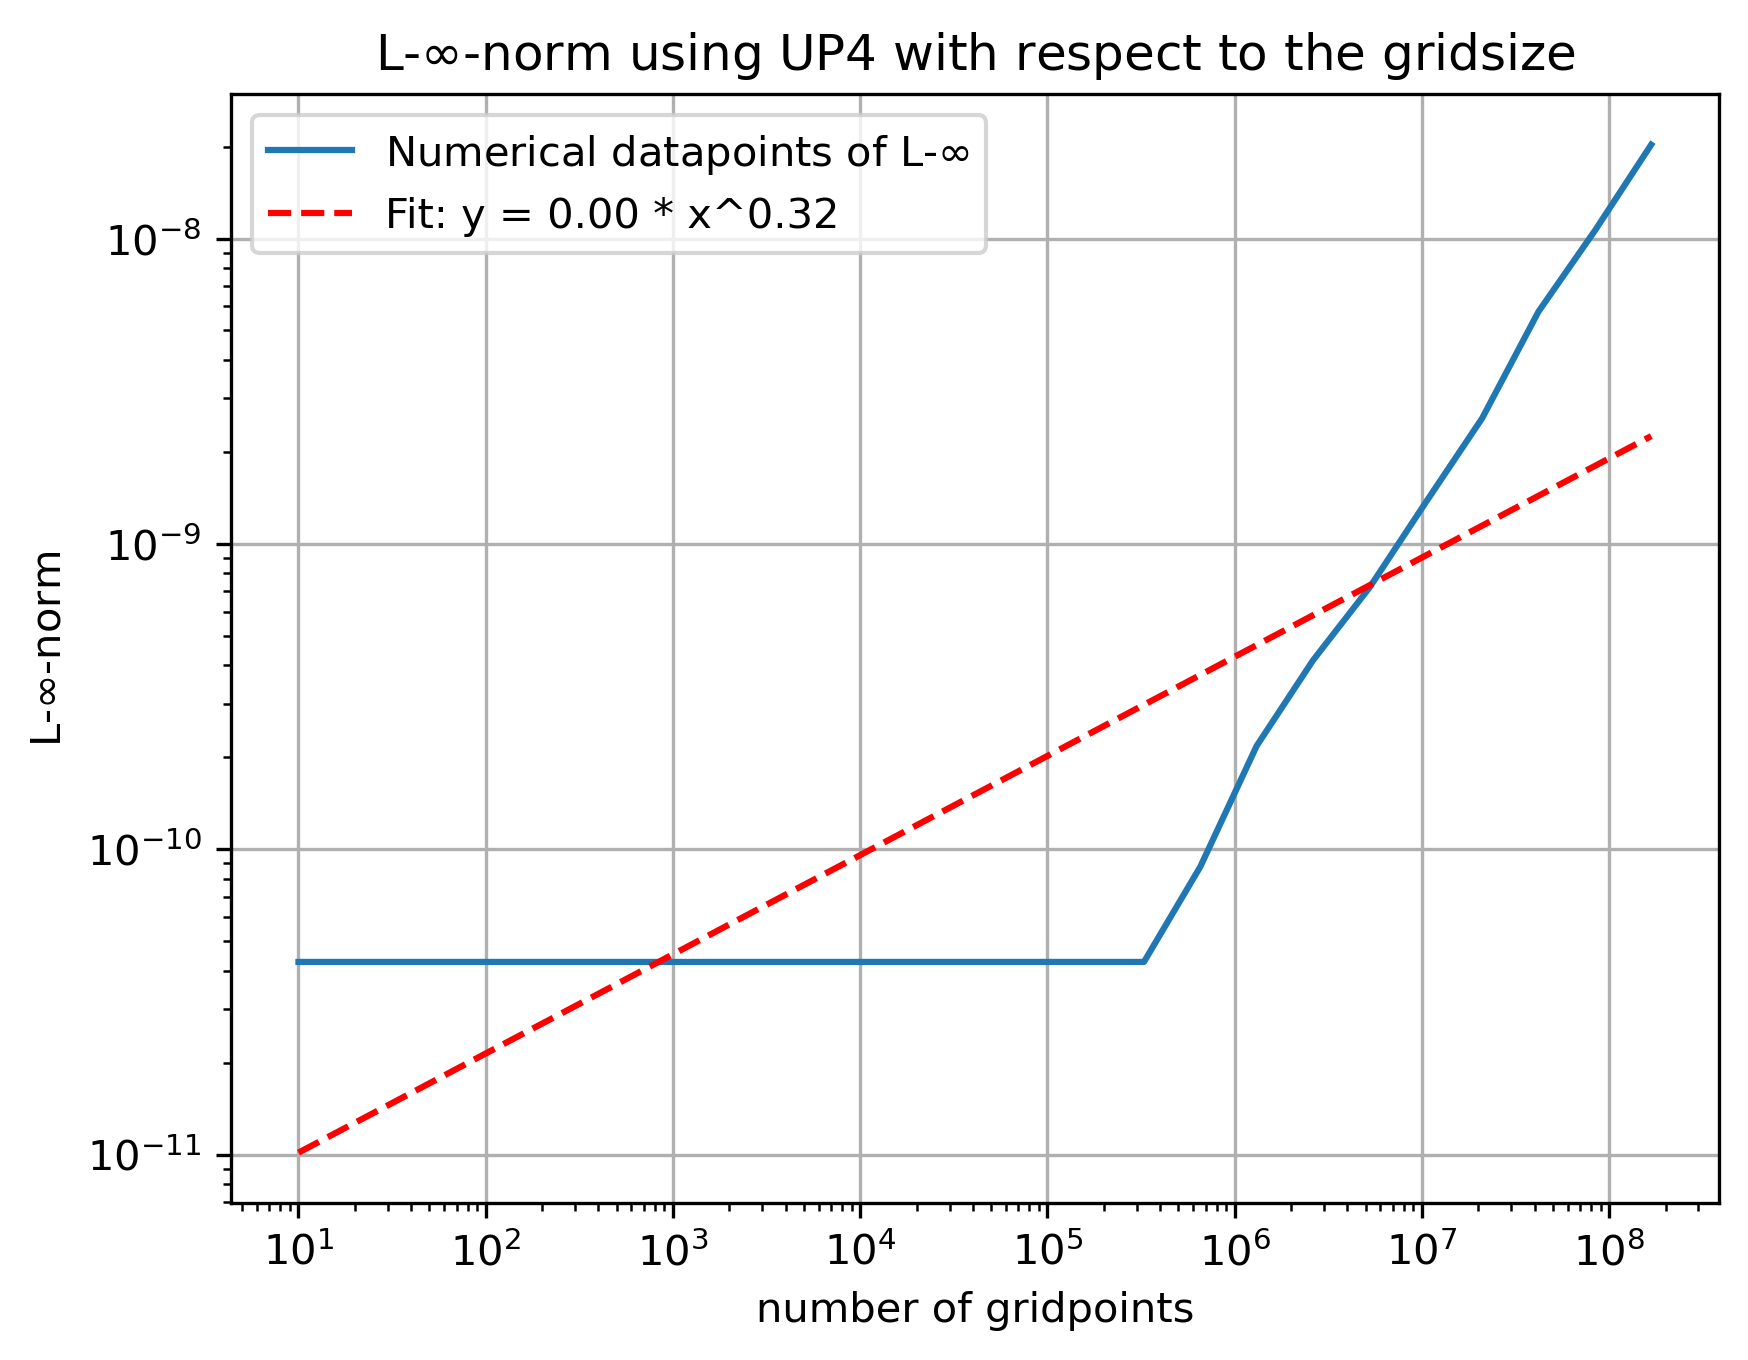 L-∞-norm using UP4 with respect to the gridsize
Numerical datapoints of L-∞
Fit: y = 0.00 * x^0.32
10⁻⁸
10⁻⁹
10⁻¹⁰
10⁻¹¹
L-∞-norm
10¹ 10² 10³ 10⁴ 10⁵ 10⁶ 10⁷ 10⁸
number of gridpoints